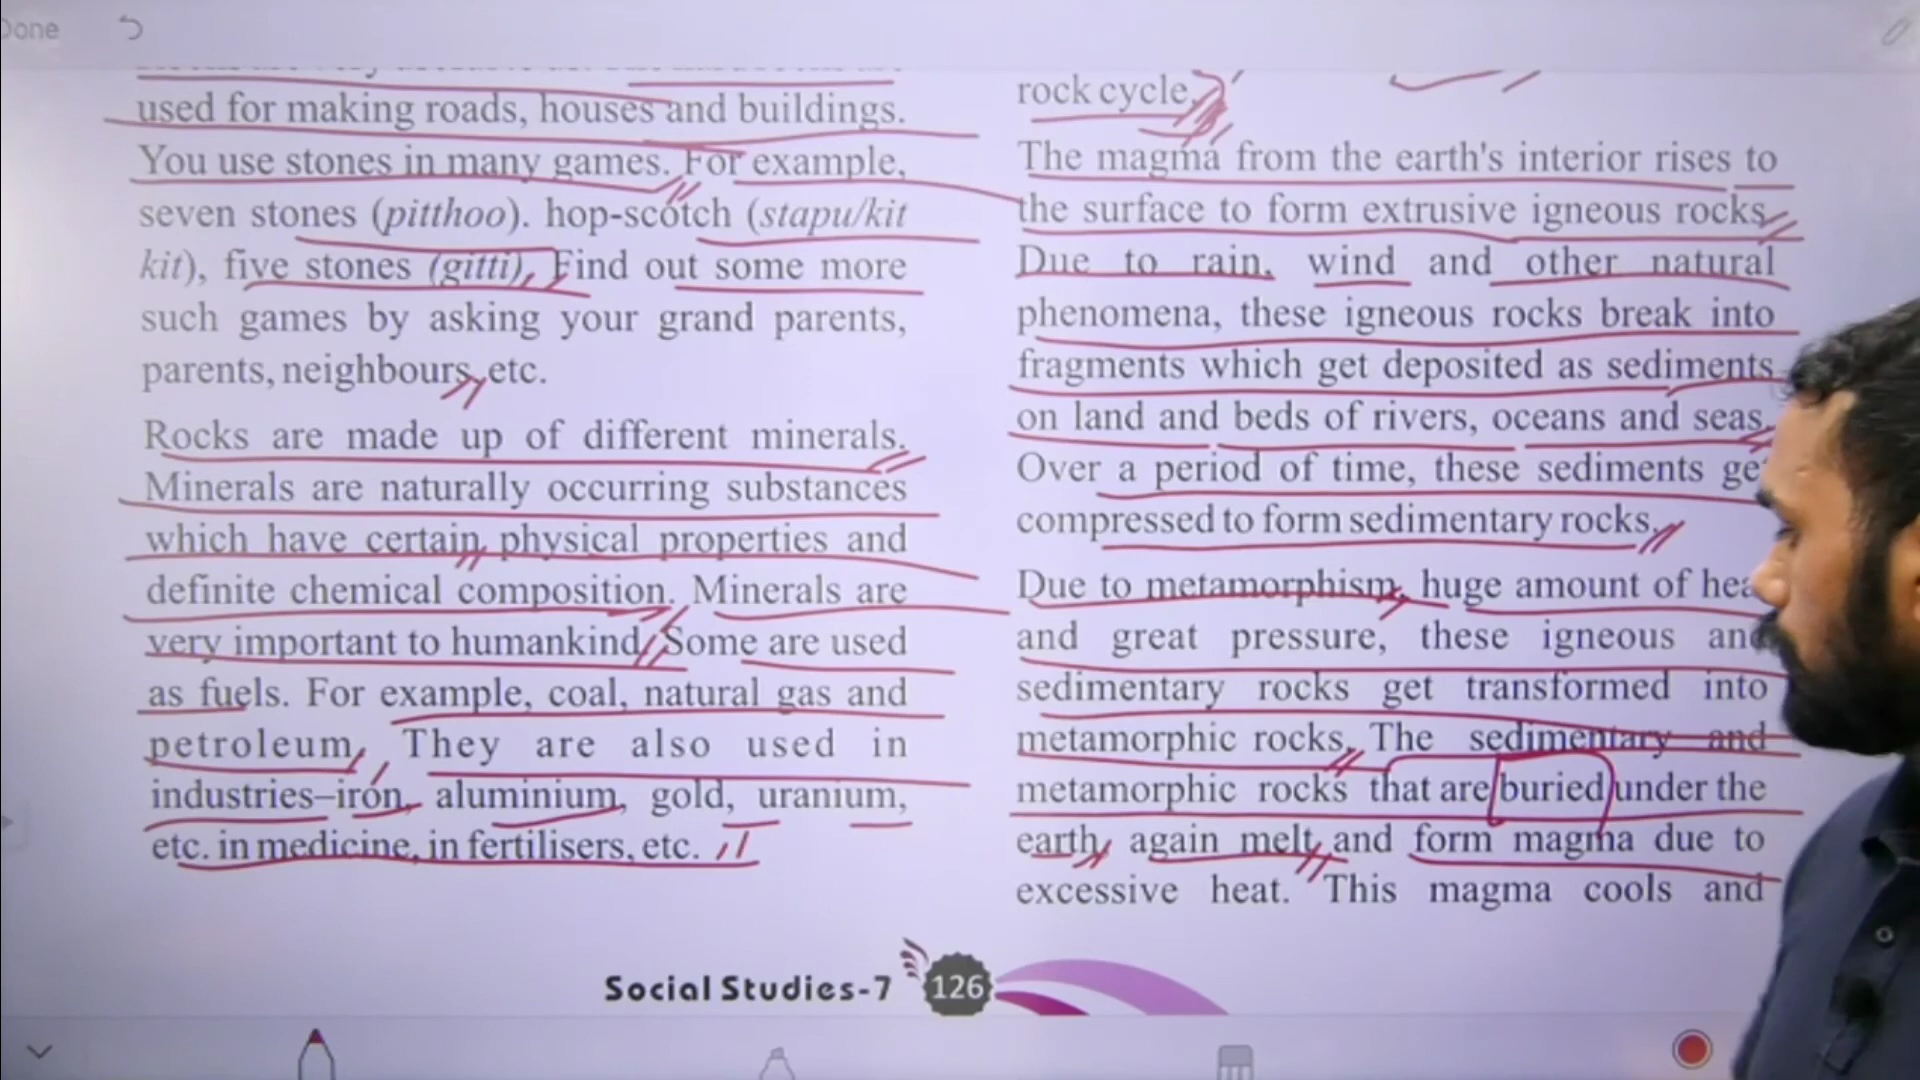 Done
used for making roads, houses and buildings.
You use stones in many games. For example,
seven stones (pitthoo). hop-scotch (stapu/kit
kit), five stones (gitti), Find out some more
such games by asking your grand parents,
parents, neighbours, etc.
Rocks are made up of different minerals.
Minerals are naturally occurring substances
which have certain physical properties and
definite chemical composition. Minerals are
very important to humankind. Some are used
as fuels. For example, coal, natural gas and
petroleum. They are also used in
industries–iron, aluminium, gold, uranium,
etc. in medicine, in fertilisers, etc.
rock cycle.
The magma from the earth's interior rises to
the surface to form extrusive igneous rocks.
Due to rain, wind and other natural
phenomena, these igneous rocks break into
fragments which get deposited as sediments
on land and beds of rivers, oceans and seas.
Over a period of time, these sediments ge
compressed to form sedimentary rocks.
Due to metamorphism, huge amount of hea
and great pressure, these igneous and
sedimentary rocks get transformed into
metamorphic rocks. The sedimentary and
metamorphic rocks that are buried under the
earth, again melt, and form magma due to
excessive heat. This magma cools and
Social Studies-7 126